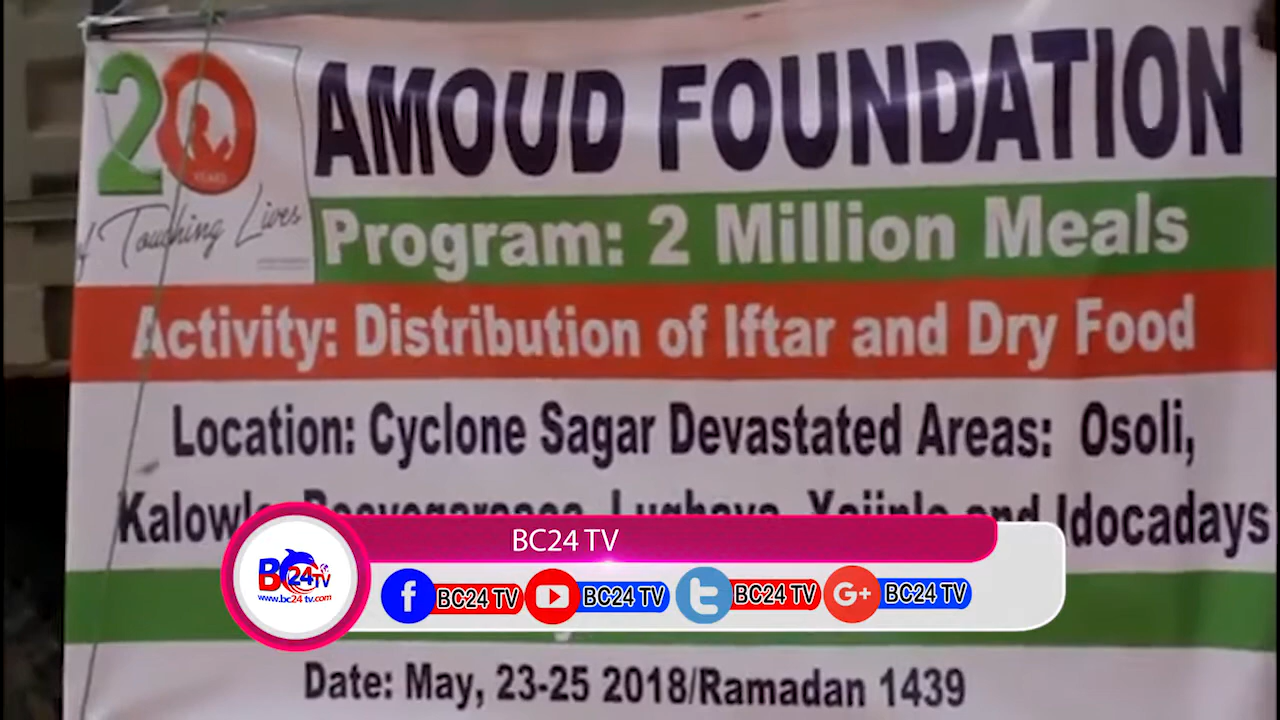 20
YEARS
of Touching Lives
AMOUD FOUNDATION
Program: 2 Million Meals
Activity: Distribution of Iftar and Dry Food
Location: Cyclone Sagar Devastated Areas: Osoli,
and Idocadays
BC24 TV
BC24TV
www.bc24tv.com
BC24 TV
BC24 TV
BC24 TV
BC24 TV
Date: May, 23-25 2018/Ramadan 1439